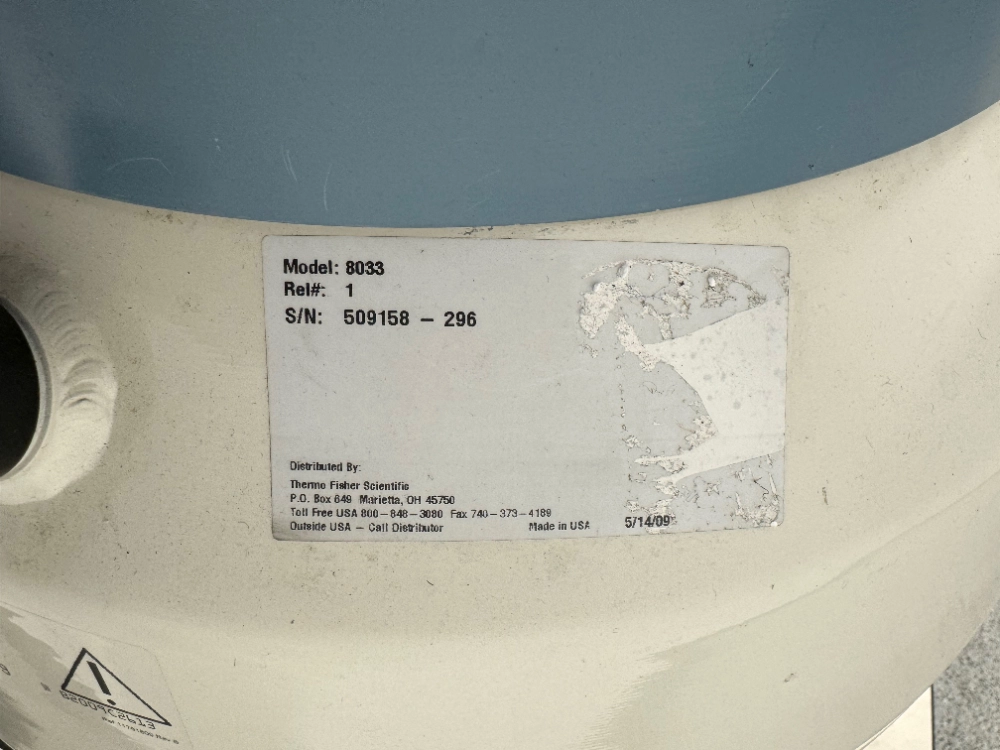 Model: 8033
Rel#: 1
S/N: 509158 – 296
Distributed By:
Thermo Fisher Scientific
P.O. Box 649 Marietta, OH 45750
Toll Free USA 800–848–3080 Fax 740–373–4189
Outside USA – Call Distributor
Made in USA
5/14/09